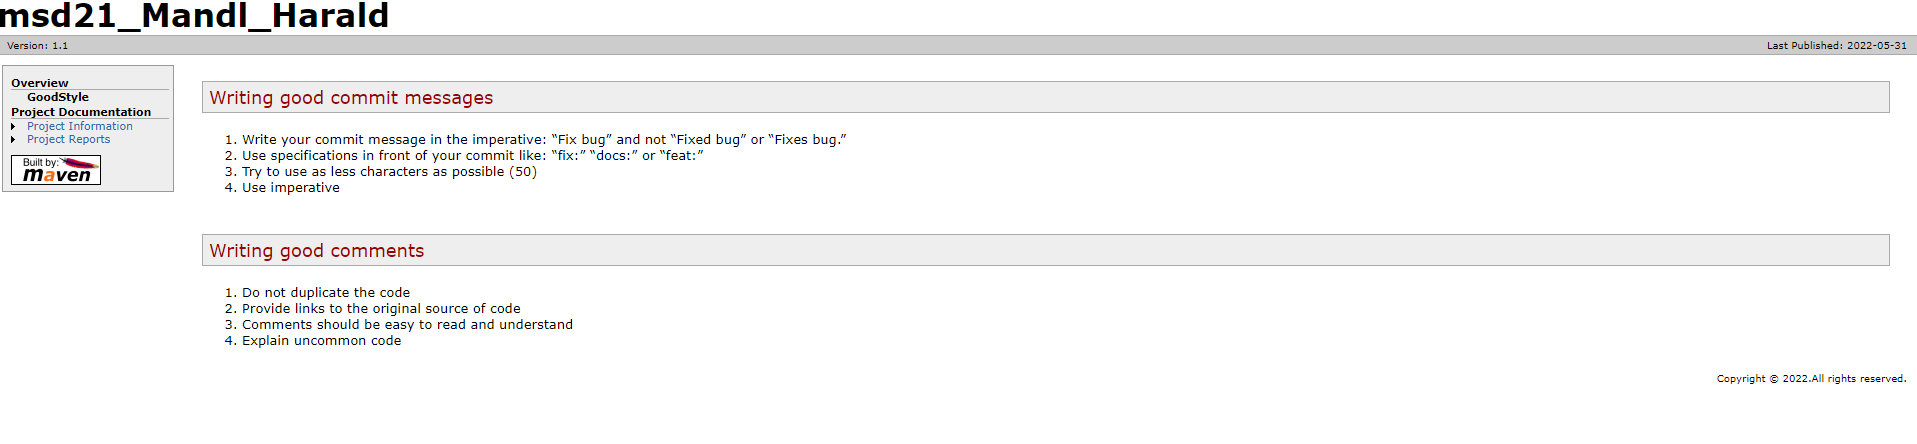 msd21_Mandl_Harald
Version: 1.1
Last Published: 2022-05-31
Overview
GoodStyle
Project Documentation
Project Information
Project Reports
Built by:
maven
Writing good commit messages
1. Write your commit message in the imperative: “Fix bug” and not “Fixed bug” or “Fixes bug.”
2. Use specifications in front of your commit like: “fix:” “docs:” or “feat:”
3. Try to use as less characters as possible (50)
4. Use imperative
Writing good comments
1. Do not duplicate the code
2. Provide links to the original source of code
3. Comments should be easy to read and understand
4. Explain uncommon code
Copyright © 2022.All rights reserved.